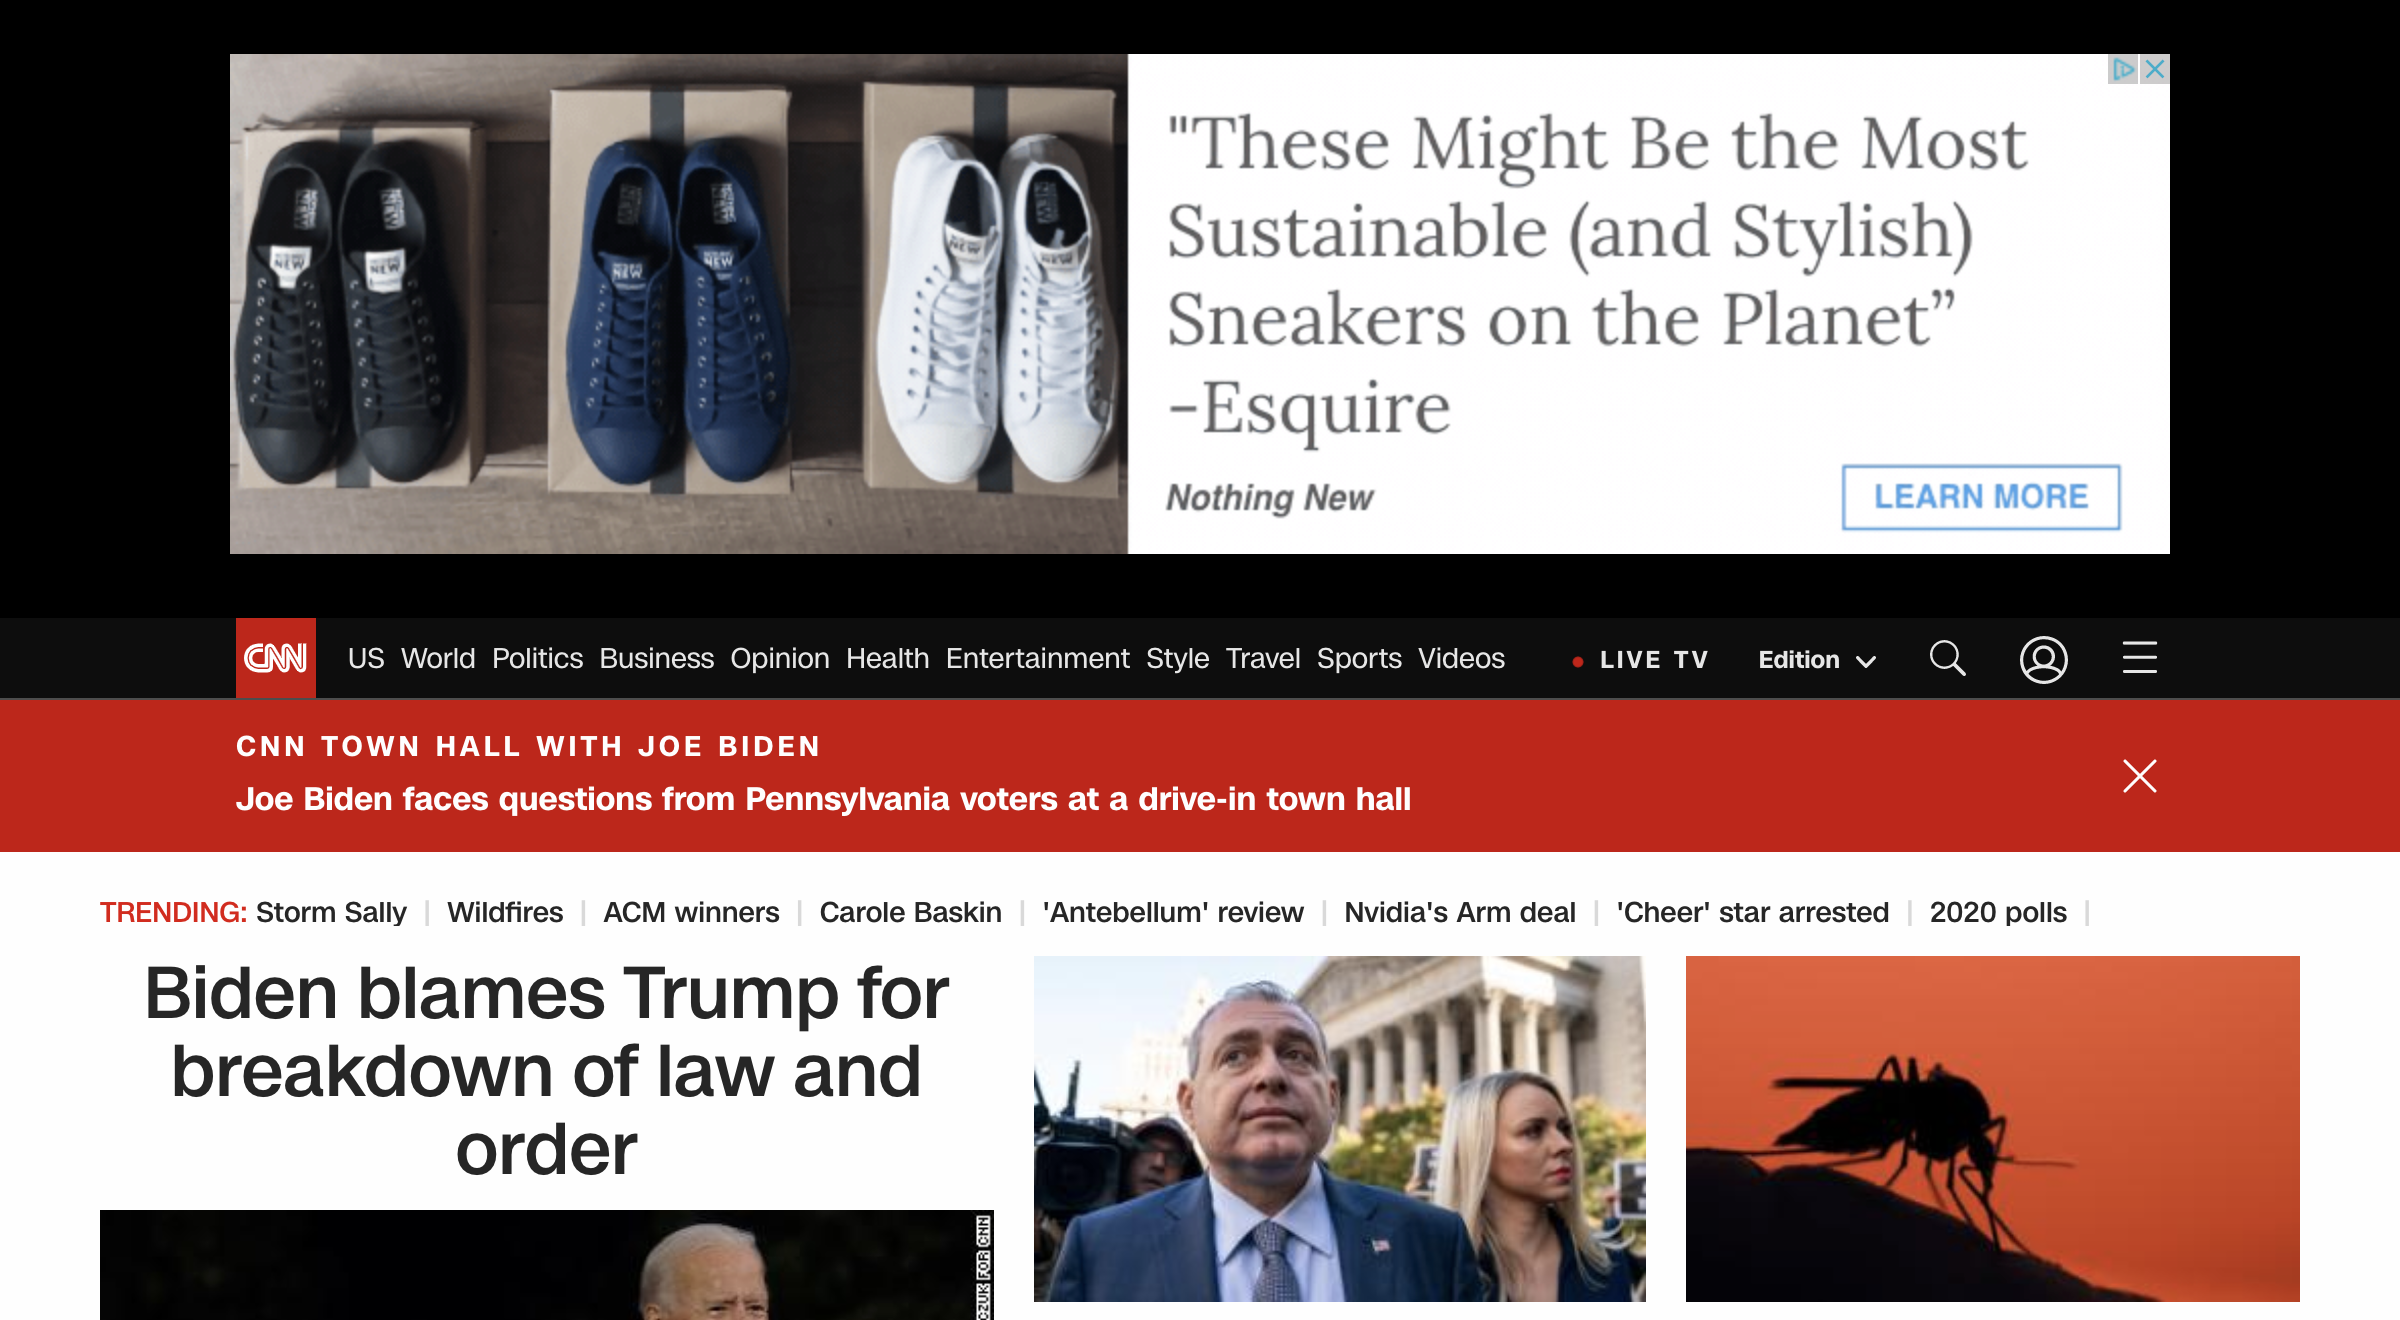 "These Might Be the Most
Sustainable (and Stylish)
Sneakers on the Planet”
–Esquire
Nothing New
LEARN MORE
CNN
US World Politics Business Opinion Health Entertainment Style Travel Sports Videos
LIVE TV
Edition
CNN TOWN HALL WITH JOE BIDEN
Joe Biden faces questions from Pennsylvania voters at a drive-in town hall
TRENDING: Storm Sally | Wildfires | ACM winners | Carole Baskin | 'Antebellum' review | Nvidia's Arm deal | 'Cheer' star arrested | 2020 polls |
Biden blames Trump for
breakdown of law and
order
FOR CNN